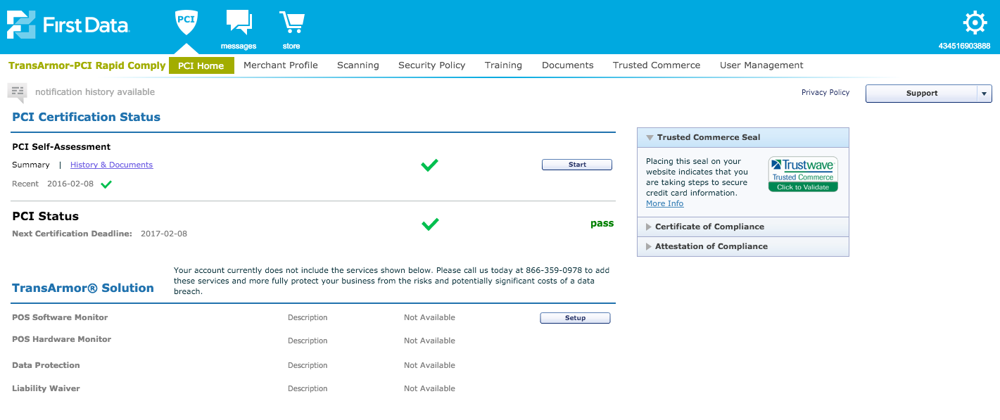 First Data.
PCI
messages
store
434516903888
TransArmor-PCI Rapid Comply
PCI Home
Merchant Profile
Scanning
Security Policy
Training
Documents
Trusted Commerce
User Management
notification history available
Privacy Policy
Support
PCI Certification Status
PCI Self-Assessment
Summary | History & Documents
Start
Recent 2016-02-08
PCI Status
pass
Next Certification Deadline: 2017-02-08
Trusted Commerce Seal
Placing this seal on your
website indicates that you
are taking steps to secure
credit card information.
More Info
Trustwave
Trusted Commerce
Click to Validate
Certificate of Compliance
Attestation of Compliance
TransArmor® Solution
Your account currently does not include the services shown below. Please call us today at 866-359-0978 to add
these services and more fully protect your business from the risks and potentially significant costs of a data
breach.
POS Software Monitor Description Not Available Setup
POS Hardware Monitor Description Not Available
Data Protection Description Not Available
Liability Waiver Description Not Available